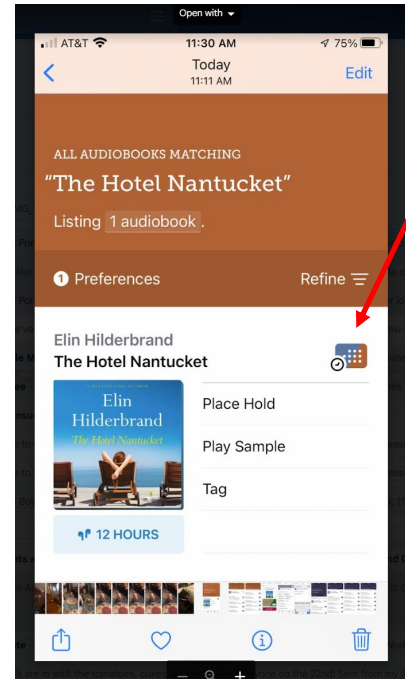 Open with
AT&T 11:30 AM 75%
Today
11:11 AM
Edit
ALL AUDIOBOOKS MATCHING
“The Hotel Nantucket”
Listing 1 audiobook .
1 Preferences Refine
Elin Hilderbrand
The Hotel Nantucket
Elin
Hilderbrand
The Hotel Nantucket
Place Hold
Play Sample
Tag
12 HOURS